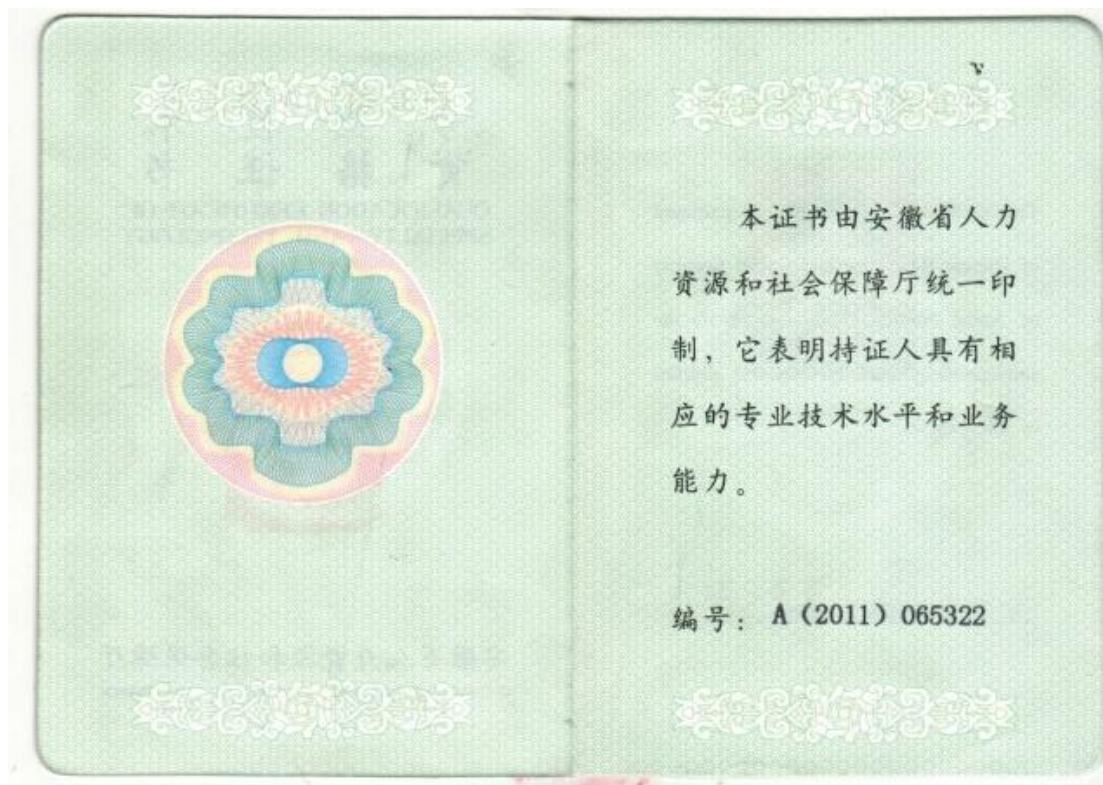 本证书由安徽省人力
资源和社会保障厅统一印
制，它表明持证人具有相
应的专业技术水平和业务
能力。
编号：A（2011）065322